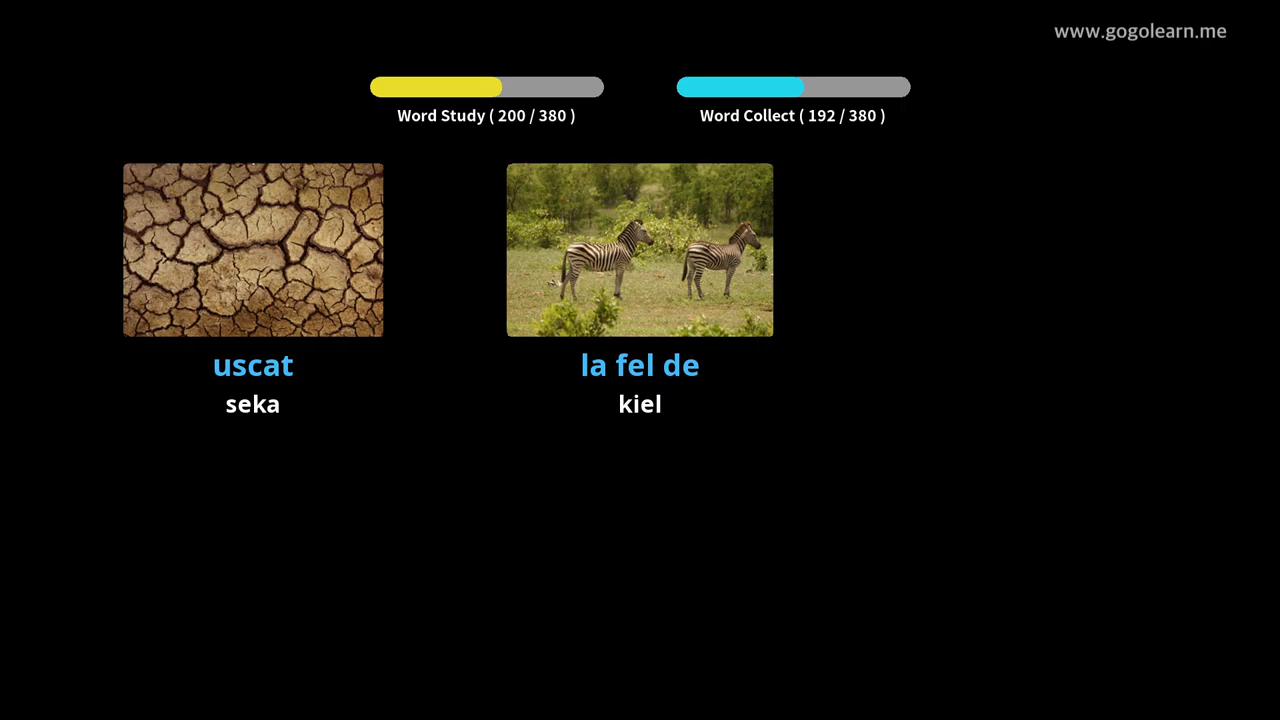 www.gogolearn.me
Word Study ( 200 / 380 )
Word Collect ( 192 / 380 )
uscat
seka
la fel de
kiel